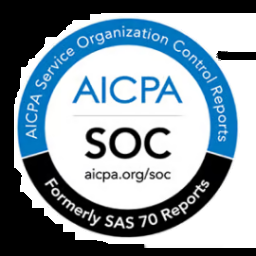 AICPA Service Organization Control Reports
AICPA
SOC
aicpa.org/soc
Formerly SAS 70 Reports